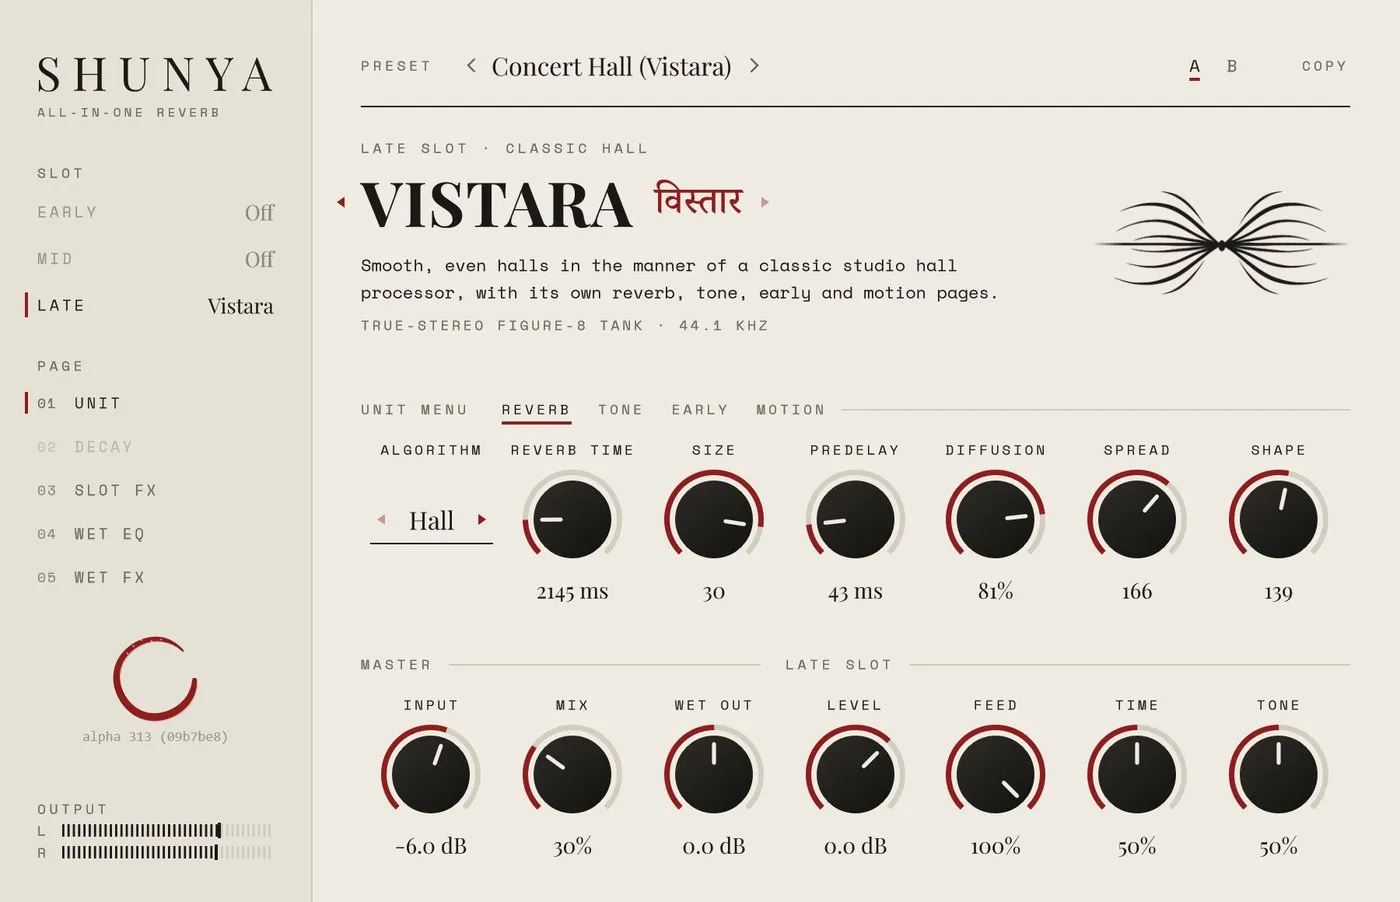 SHUNYA
ALL-IN-ONE REVERB
SLOT
EARLY Off
MID Off
LATE Vistara
PAGE
01 UNIT
02 DECAY
03 SLOT FX
04 WET EQ
05 WET FX
alpha 313 (09b7be8)
OUTPUT
L
R
PRESET < Concert Hall (Vistara) > A B COPY
LATE SLOT · CLASSIC HALL
VISTARA विस्तार
Smooth, even halls in the manner of a classic studio hall
processor, with its own reverb, tone, early and motion pages.
TRUE-STEREO FIGURE-8 TANK · 44.1 KHZ
UNIT MENU REVERB TONE EARLY MOTION
ALGORITHM REVERB TIME SIZE PREDELAY DIFFUSION SPREAD SHAPE
Hall
2145 ms 30 43 ms 81% 166 139
MASTER LATE SLOT
INPUT MIX WET OUT LEVEL FEED TIME TONE
-6.0 dB 30% 0.0 dB 0.0 dB 100% 50% 50%